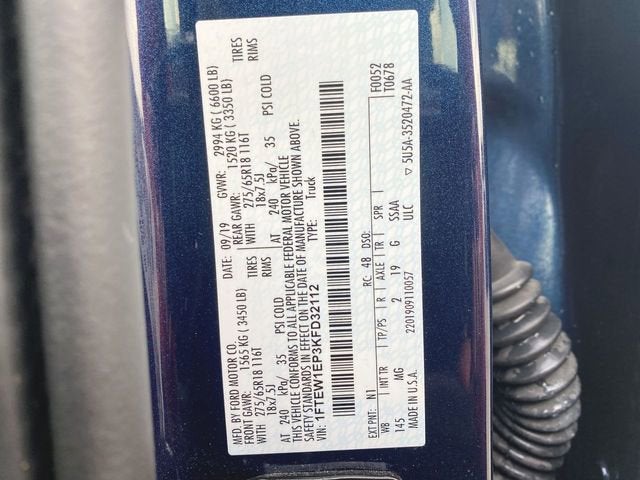 MFD. BY FORD MOTOR CO.
DATE: 09/19 GVWR: 2994 KG ( 6600 LB)
FRONT GAWR: 1565 KG ( 3450 LB) REAR GAWR: 1520 KG ( 3350 LB)
WITH 275/65R18 116T TIRES WITH 275/65R18 116T TIRES
18x7.5J RIMS 18x7.5J RIMS
AT 240 kPa/ 35 PSI COLD AT 240 kPa/ 35 PSI COLD
THIS VEHICLE CONFORMS TO ALL APPLICABLE FEDERAL MOTOR VEHICLE
SAFETY STANDARDS IN EFFECT ON THE DATE OF MANUFACTURE SHOWN ABOVE.
VIN: 1FTEW1EP3KFD32112 TYPE: Truck
F0052
T0678
EXT PNT: N1 RC: 48 DSO:
WB INT TR TP/PS R AXLE TR SPR
145 MG 2 19 G SSAA
ULC
MADE IN U.S.A. 2201909110057 ▽ 5U5A-3520472-AA